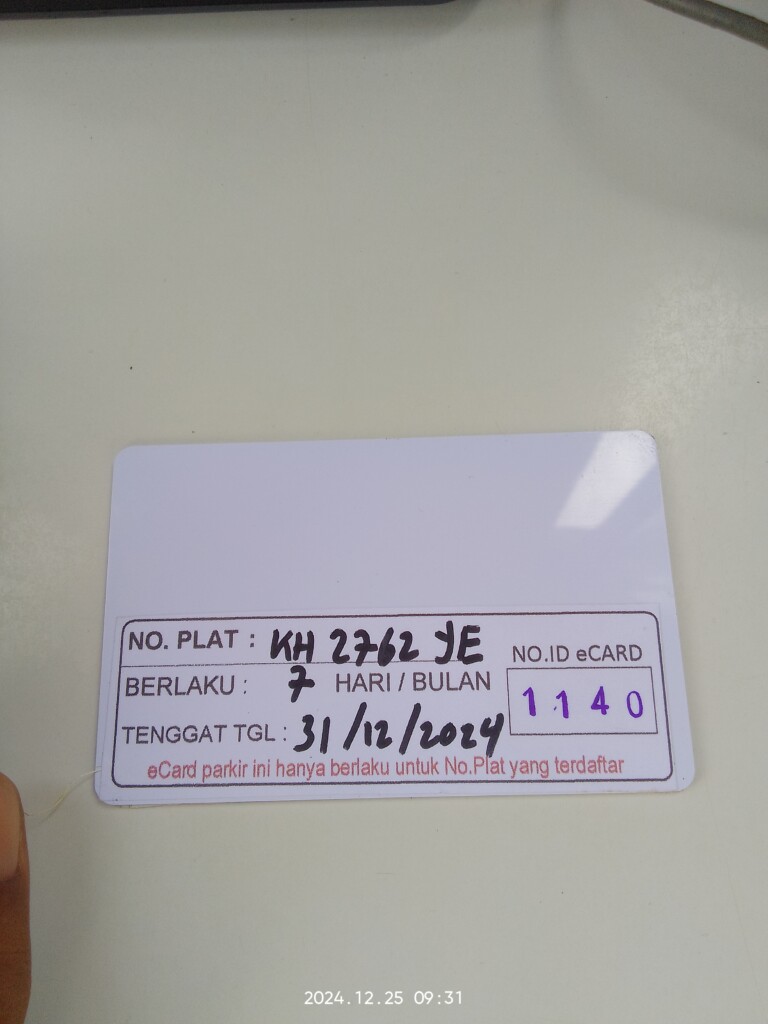 NO. PLAT : KH 2762 YE
BERLAKU : 7 HARI / BULAN
TENGGAT TGL : 31/12/2024
NO.ID eCARD
1140
eCard parkir ini hanya berlaku untuk No.Plat yang terdaftar
2024.12.25 09:31